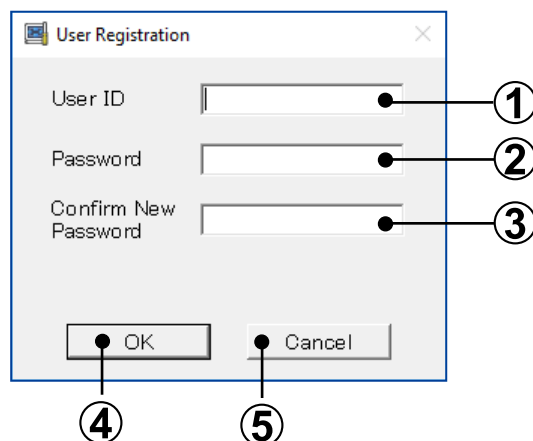 User Registration
User ID
1
Password
2
Confirm New
Password
3
OK
Cancel
4
5